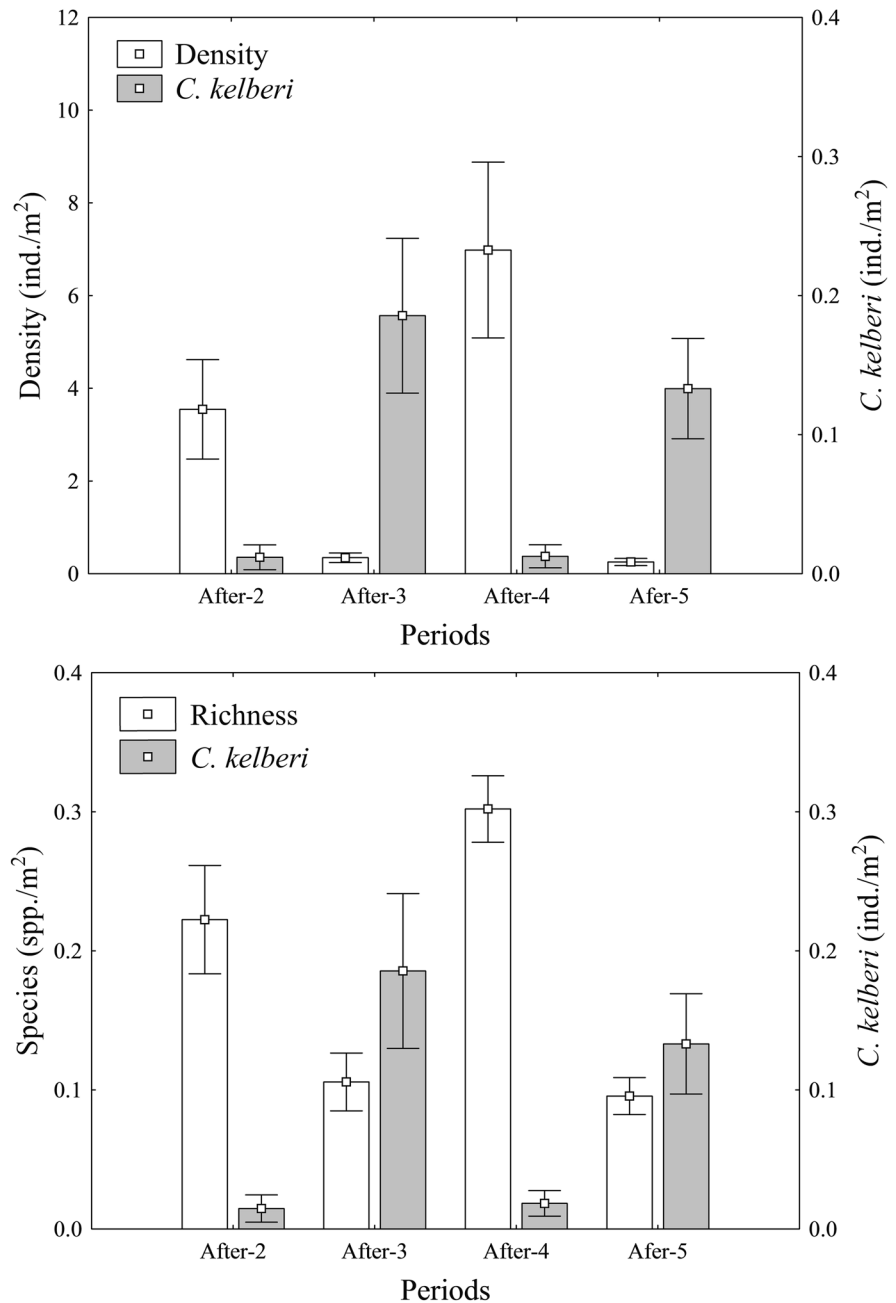 Density
C. kelberi
12
10
8
6
4
2
0
Density (ind./m²)
0.4
0.3
0.2
0.1
0.0
C. kelberi (ind./m²)
After-2 After-3 After-4 Afer-5
Periods
Richness
C. kelberi
0.4
0.3
0.2
0.1
0.0
Species (spp./m²)
0.4
0.3
0.2
0.1
0.0
C. kelberi (ind./m²)
After-2 After-3 After-4 Afer-5
Periods